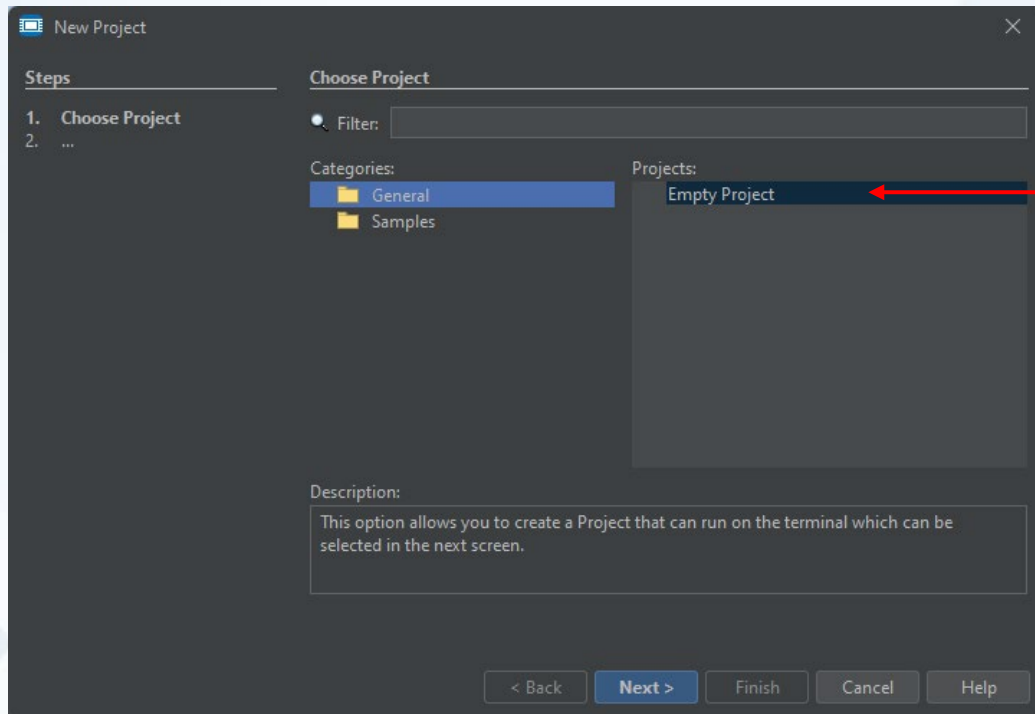 New Project
Steps
1. Choose Project
2. ...
Choose Project
Filter:
Categories:
General
Samples
Projects:
Empty Project
Description:
This option allows you to create a Project that can run on the terminal which can be
selected in the next screen.
< Back
Next >
Finish
Cancel
Help